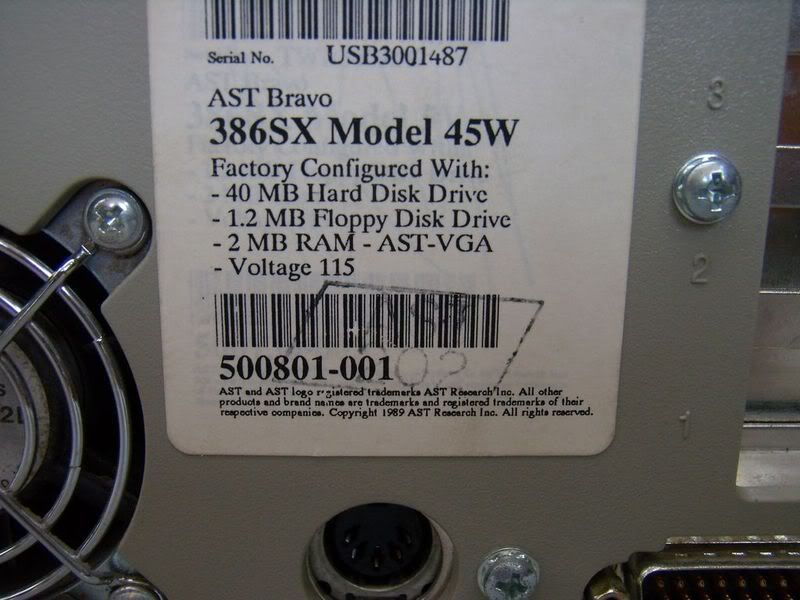 Serial No. USB3001487
AST Bravo
386SX Model 45W
Factory Configured With:
- 40 MB Hard Disk Drive
- 1.2 MB Floppy Disk Drive
- 2 MB RAM - AST-VGA
- Voltage 115
500801-001
AST and AST logo registered trademarks AST Research Inc. All other
products and brand names are trademarks and registered trademarks of their
respective companies. Copyright 1989 AST Research Inc. All rights reserved.
3
2
1